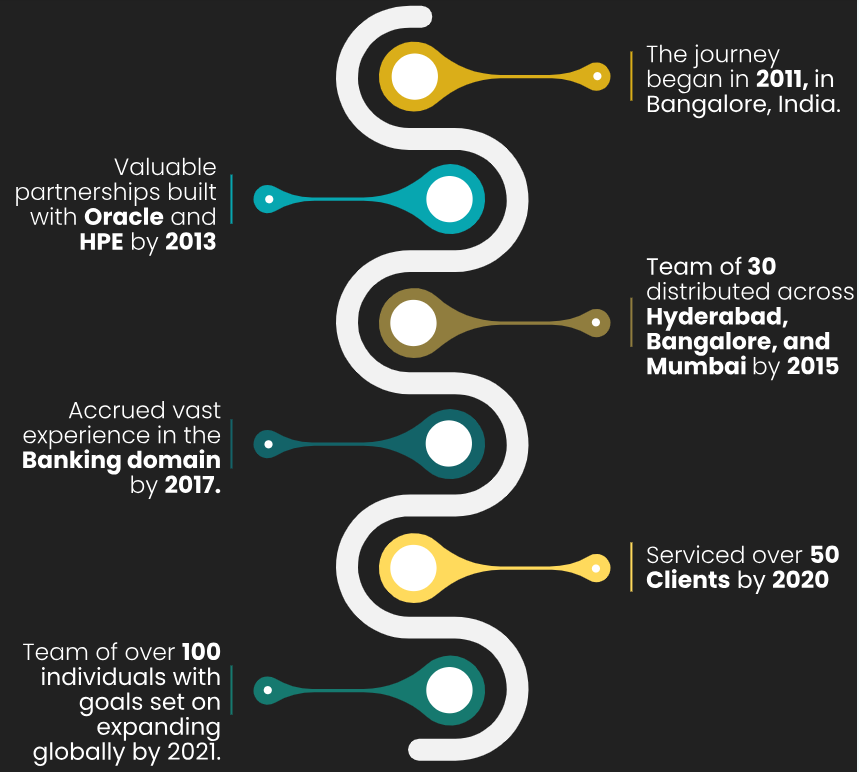 The journey
began in 2011, in
Bangalore, India.
Valuable
partnerships built
with Oracle and
HPE by 2013
Team of 30
distributed across
Hyderabad,
Bangalore, and
Mumbai by 2015
Accrued vast
experience in the
Banking domain
by 2017.
Serviced over 50
Clients by 2020
Team of over 100
individuals with
goals set on
expanding
globally by 2021.